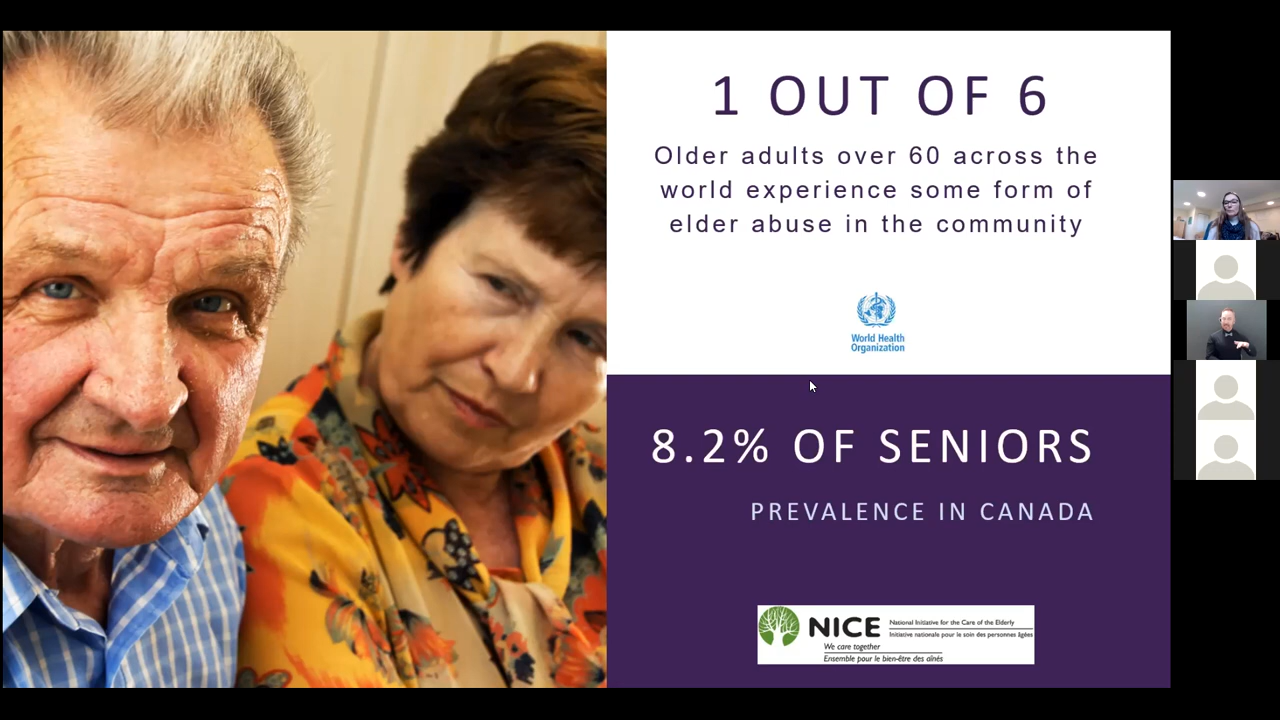 1 OUT OF 6
Older adults over 60 across the
world experience some form of
elder abuse in the community
World Health
Organization
8.2% OF SENIORS
PREVALENCE IN CANADA
NICE
National Initiative for the Care of the Elderly
Initiative nationale pour le soin des personnes âgées
We care together
Ensemble pour le bien-être des aînés